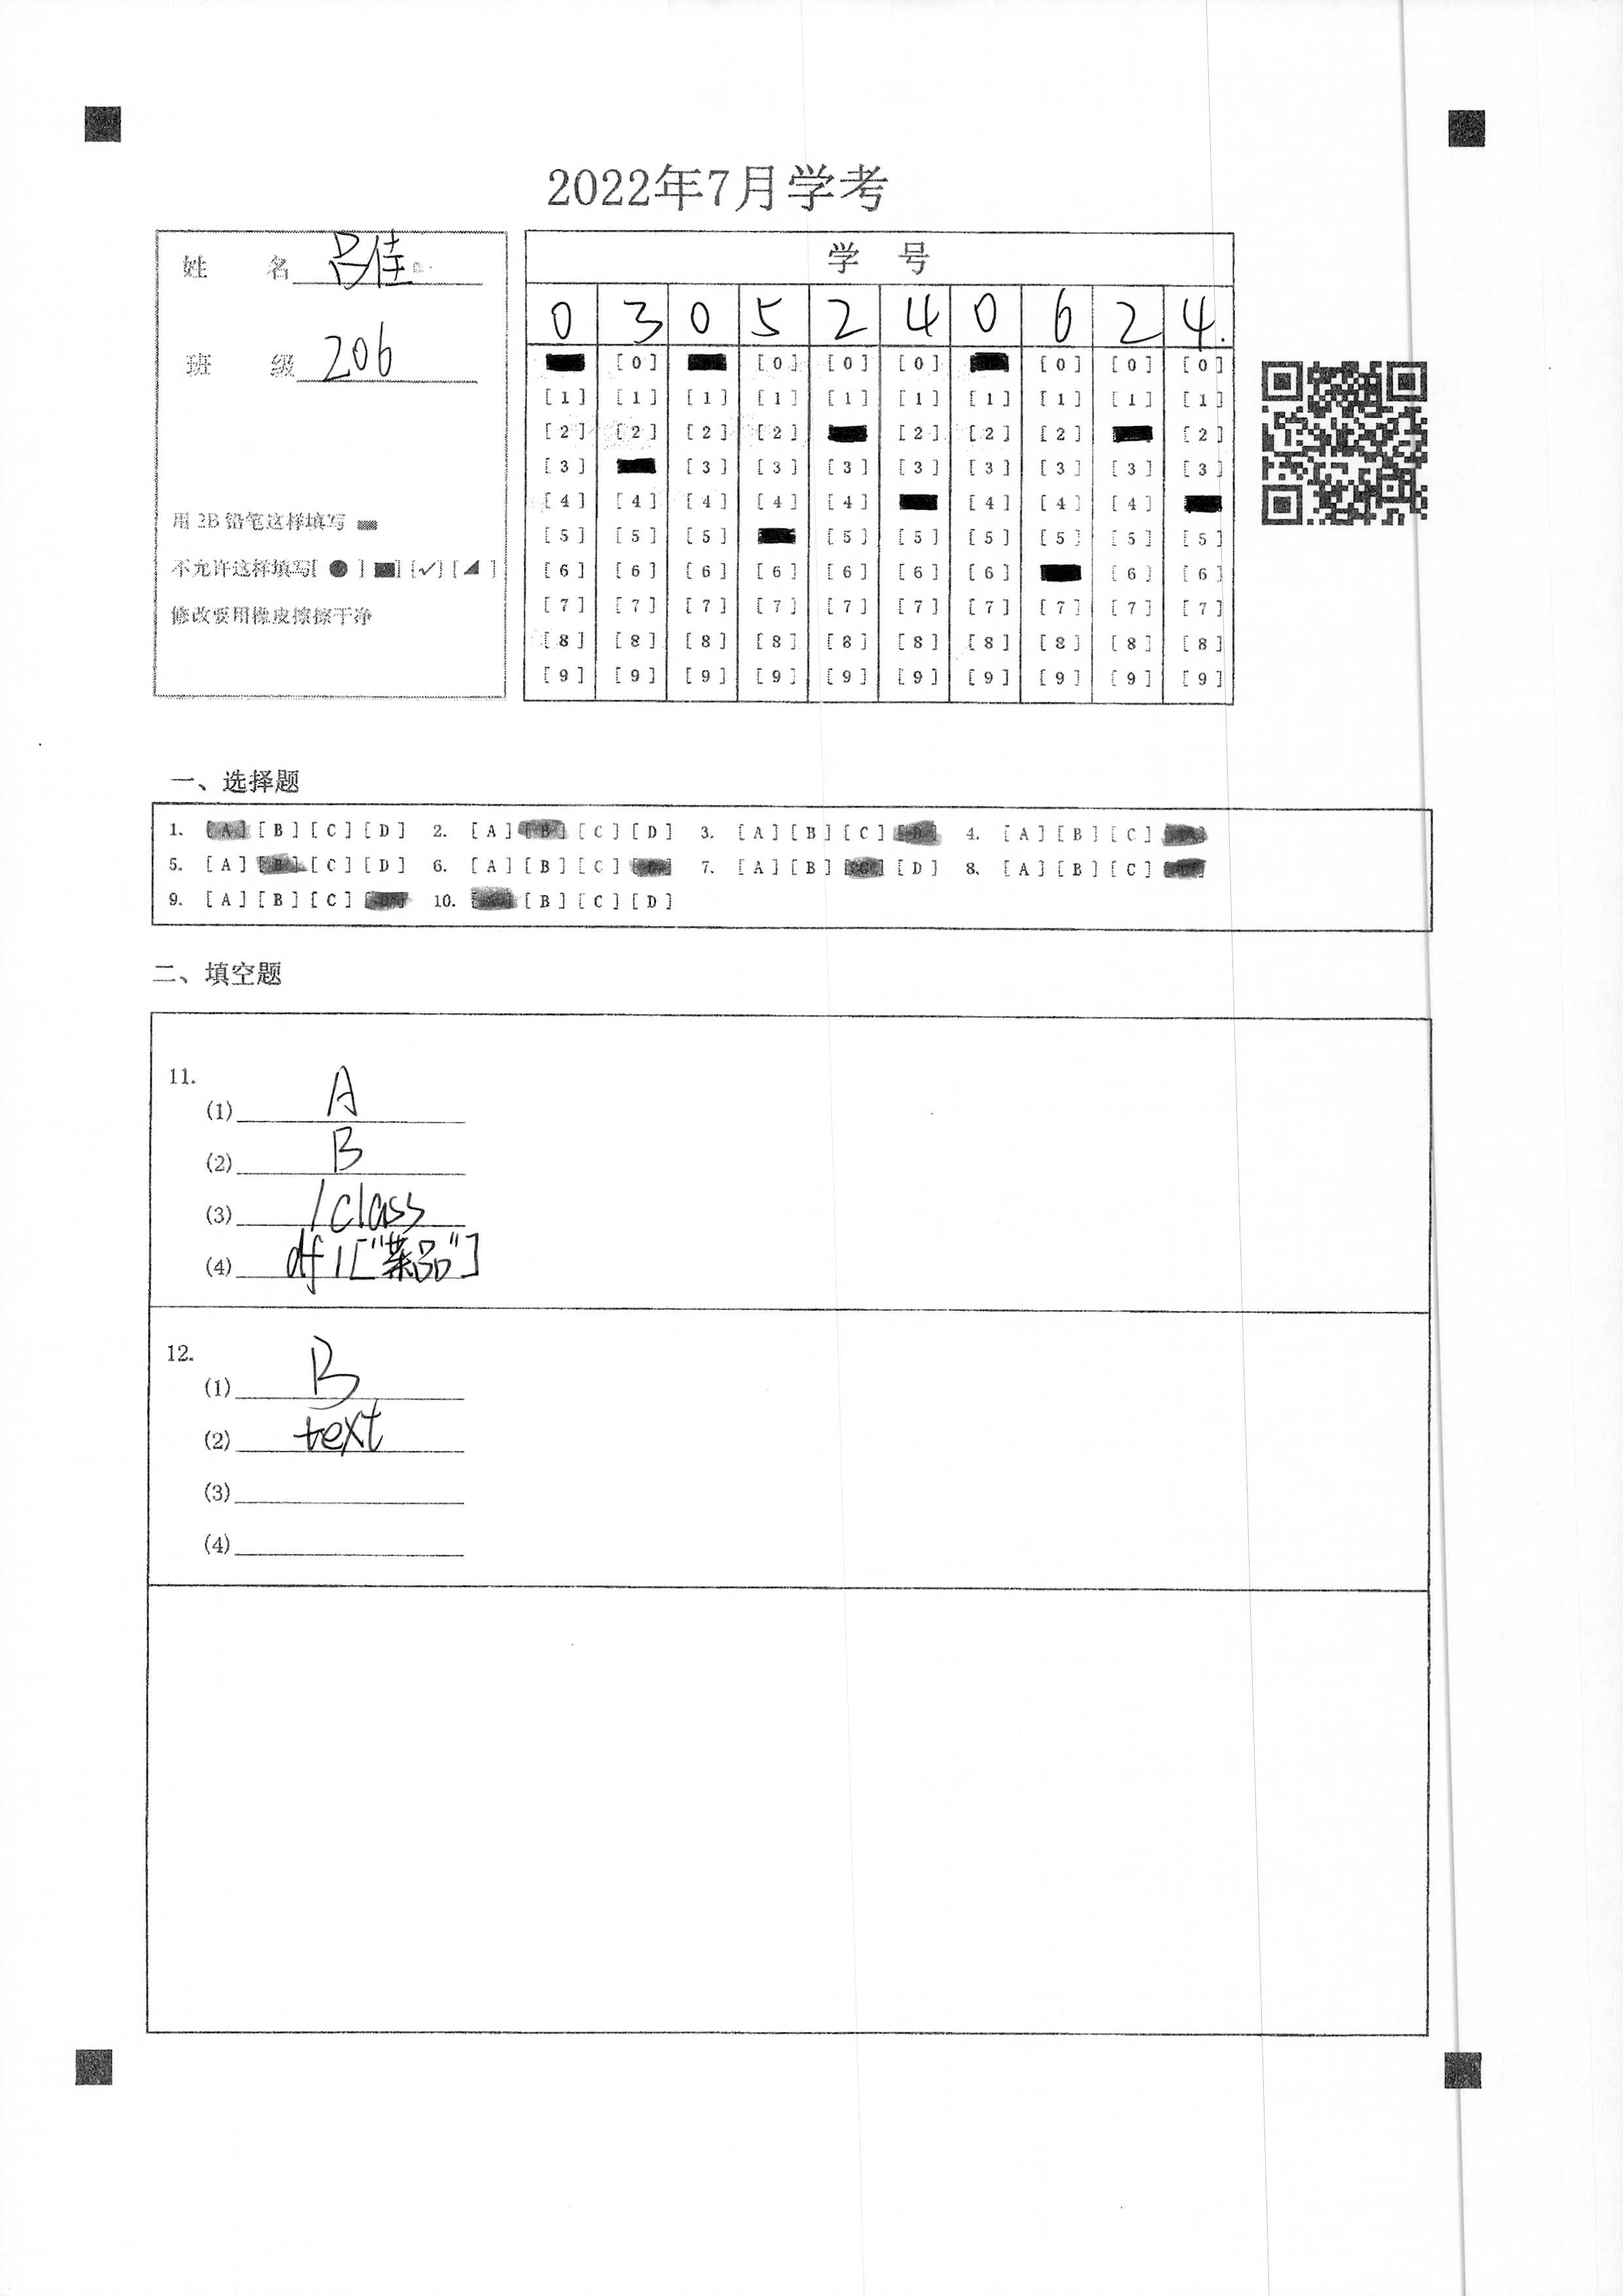 2022年7月学考
姓 名 吕佳
班 级 206
用 2B 铅笔这样填写
不允许这样填写[ ● ] [■] [✓] [◢ ]
修改要用橡皮擦擦干净
学 号
0 3 0 5 2 4 0 6 2 4.
[0] [0] [0] [0] [0] [0] [0]
[1] [1] [1] [1] [1] [1] [1] [1] [1] [1]
[2] [2] [2] [2] [2] [2] [2] [2]
[3] [3] [3] [3] [3] [3] [3] [3] [3]
[4] [4] [4] [4] [4] [4] [4] [4]
[5] [5] [5] [5] [5] [5] [5] [5] [5]
[6] [6] [6] [6] [6] [6] [6] [6] [6]
[7] [7] [7] [7] [7] [7] [7] [7] [7] [7]
[8] [8] [8] [8] [8] [8] [8] [8] [8] [8]
[9] [9] [9] [9] [9] [9] [9] [9] [9] [9]
一、选择题
1. [A] [B] [C] [D] 2. [A] [B] [C] [D] 3. [A] [B] [C] [D] 4. [A] [B] [C]
5. [A] [B] [C] [D] 6. [A] [B] [C] [D] 7. [A] [B] [C] [D] 8. [A] [B] [C]
9. [A] [B] [C] [D] 10. [B] [C] [D]
二、填空题
11.
(1) A
(2) B
(3) /class
(4) df1["菜品"]
12.
(1) B
(2) text
(3)
(4)